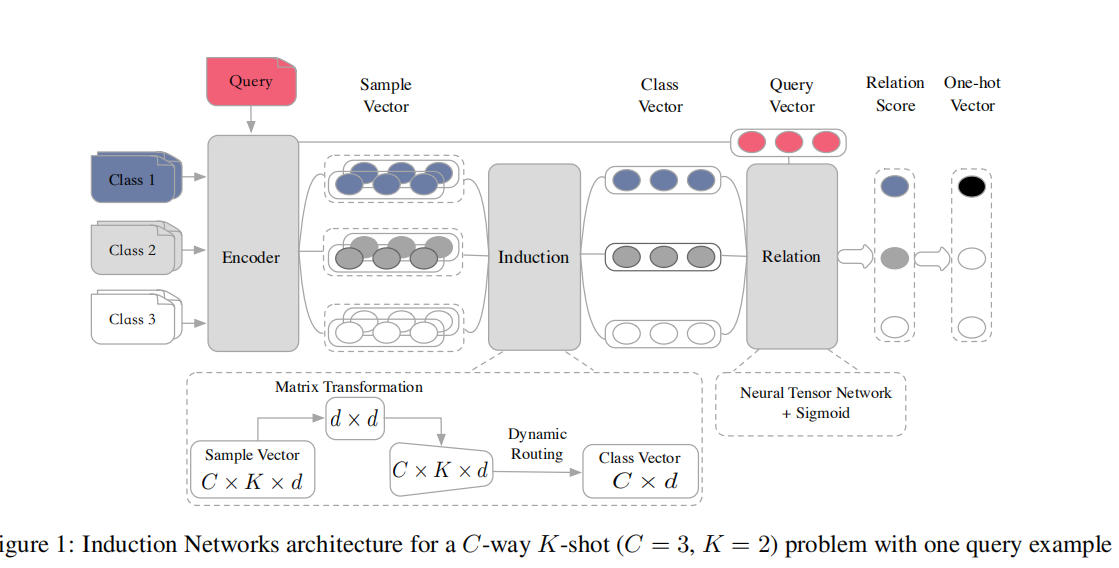 Query
Sample
Vector
Class
Vector
Query
Vector
Relation
Score
One-hot
Vector
Class 1
Class 2
Class 3
Encoder
Induction
Relation
Matrix Transformation
d × d
Sample Vector
C × K × d
C × K × d
Dynamic
Routing
Class Vector
C × d
Neural Tensor Network
+ Sigmoid
igure 1: Induction Networks architecture for a C-way K-shot (C = 3, K = 2) problem with one query example